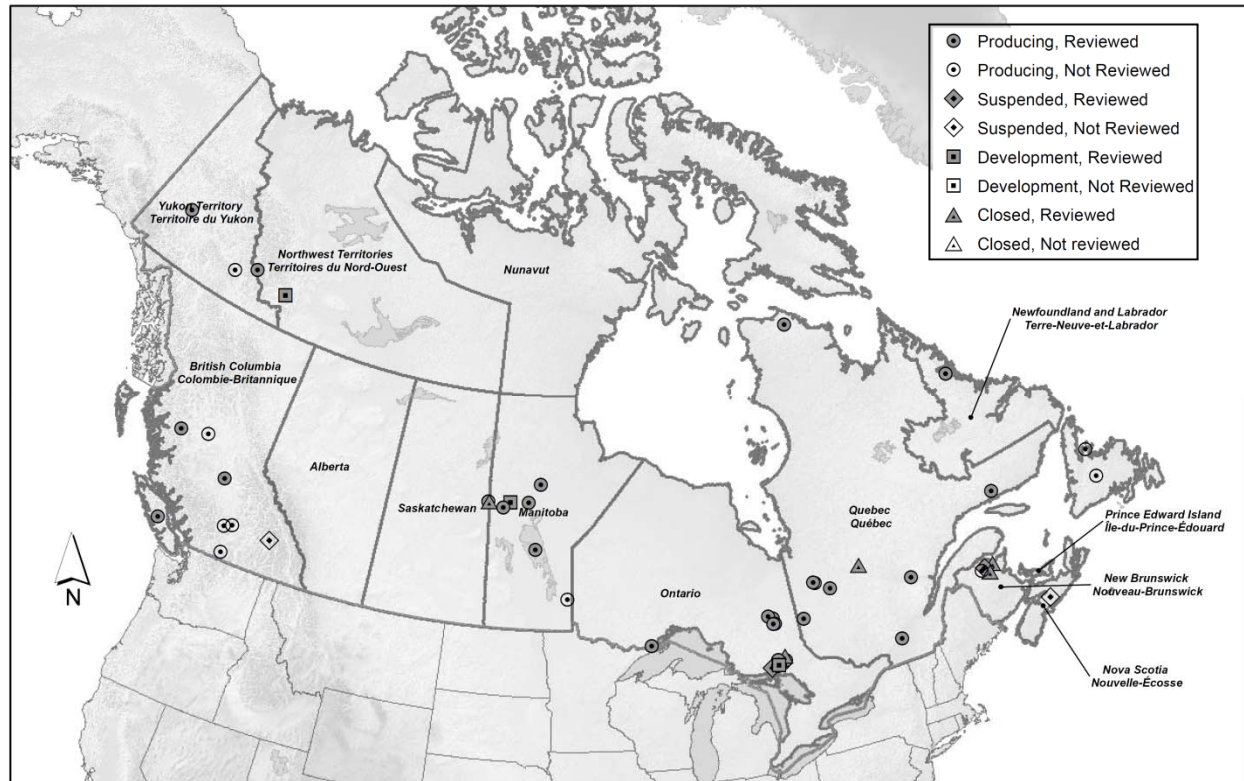 Producing, Reviewed
Producing, Not Reviewed
Suspended, Reviewed
Suspended, Not Reviewed
Development, Reviewed
Development, Not Reviewed
Closed, Reviewed
Closed, Not reviewed
Yukon Territory
Territoire du Yukon
Northwest Territories
Territoires du Nord-Ouest
Nunavut
Newfoundland and Labrador
Terre-Neuve-et-Labrador
British Columbia
Colombie-Britannique
Alberta
Saskatchewan
Manitoba
Quebec
Québec
Prince Edward Island
Île-du-Prince-Édouard
N
Ontario
New Brunswick
Nouveau-Brunswick
Nova Scotia
Nouvelle-Écosse